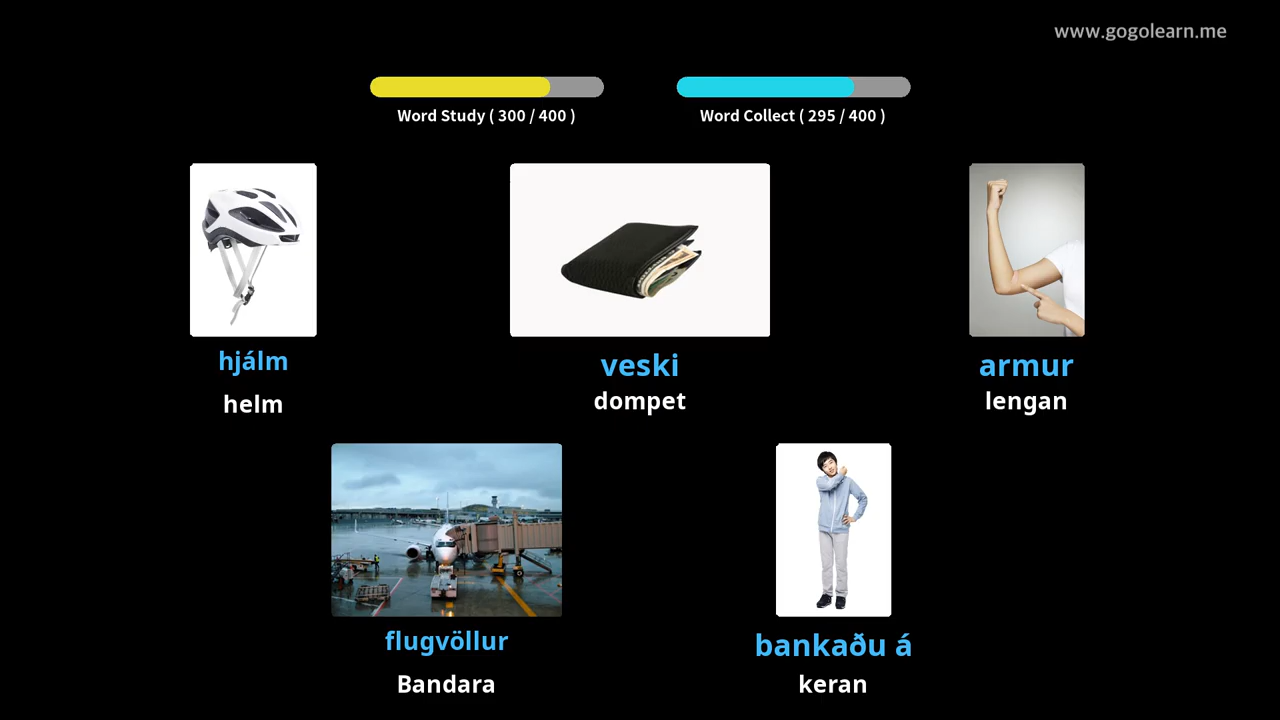 www.gogolearn.me
Word Study ( 300 / 400 )
Word Collect ( 295 / 400 )
hjálm
helm
veski
dompet
armur
lengan
flugvöllur
Bandara
bankaðu á
keran